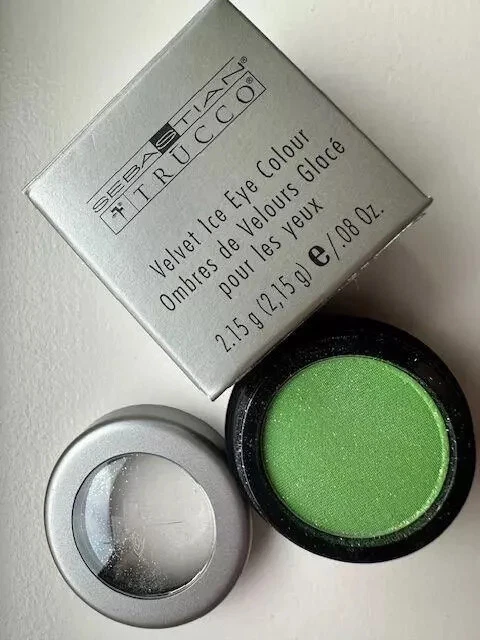 SEBASTIAN®
TRUCCO®
Velvet Ice Eye Colour
Ombres de Velours Glacé
pour les yeux
2.15 g (2,15 g) e/.08 Oz.